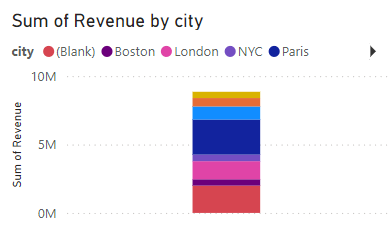 Sum of Revenue by city
city (Blank) Boston London NYC Paris
10M
5M
0M
Sum of Revenue